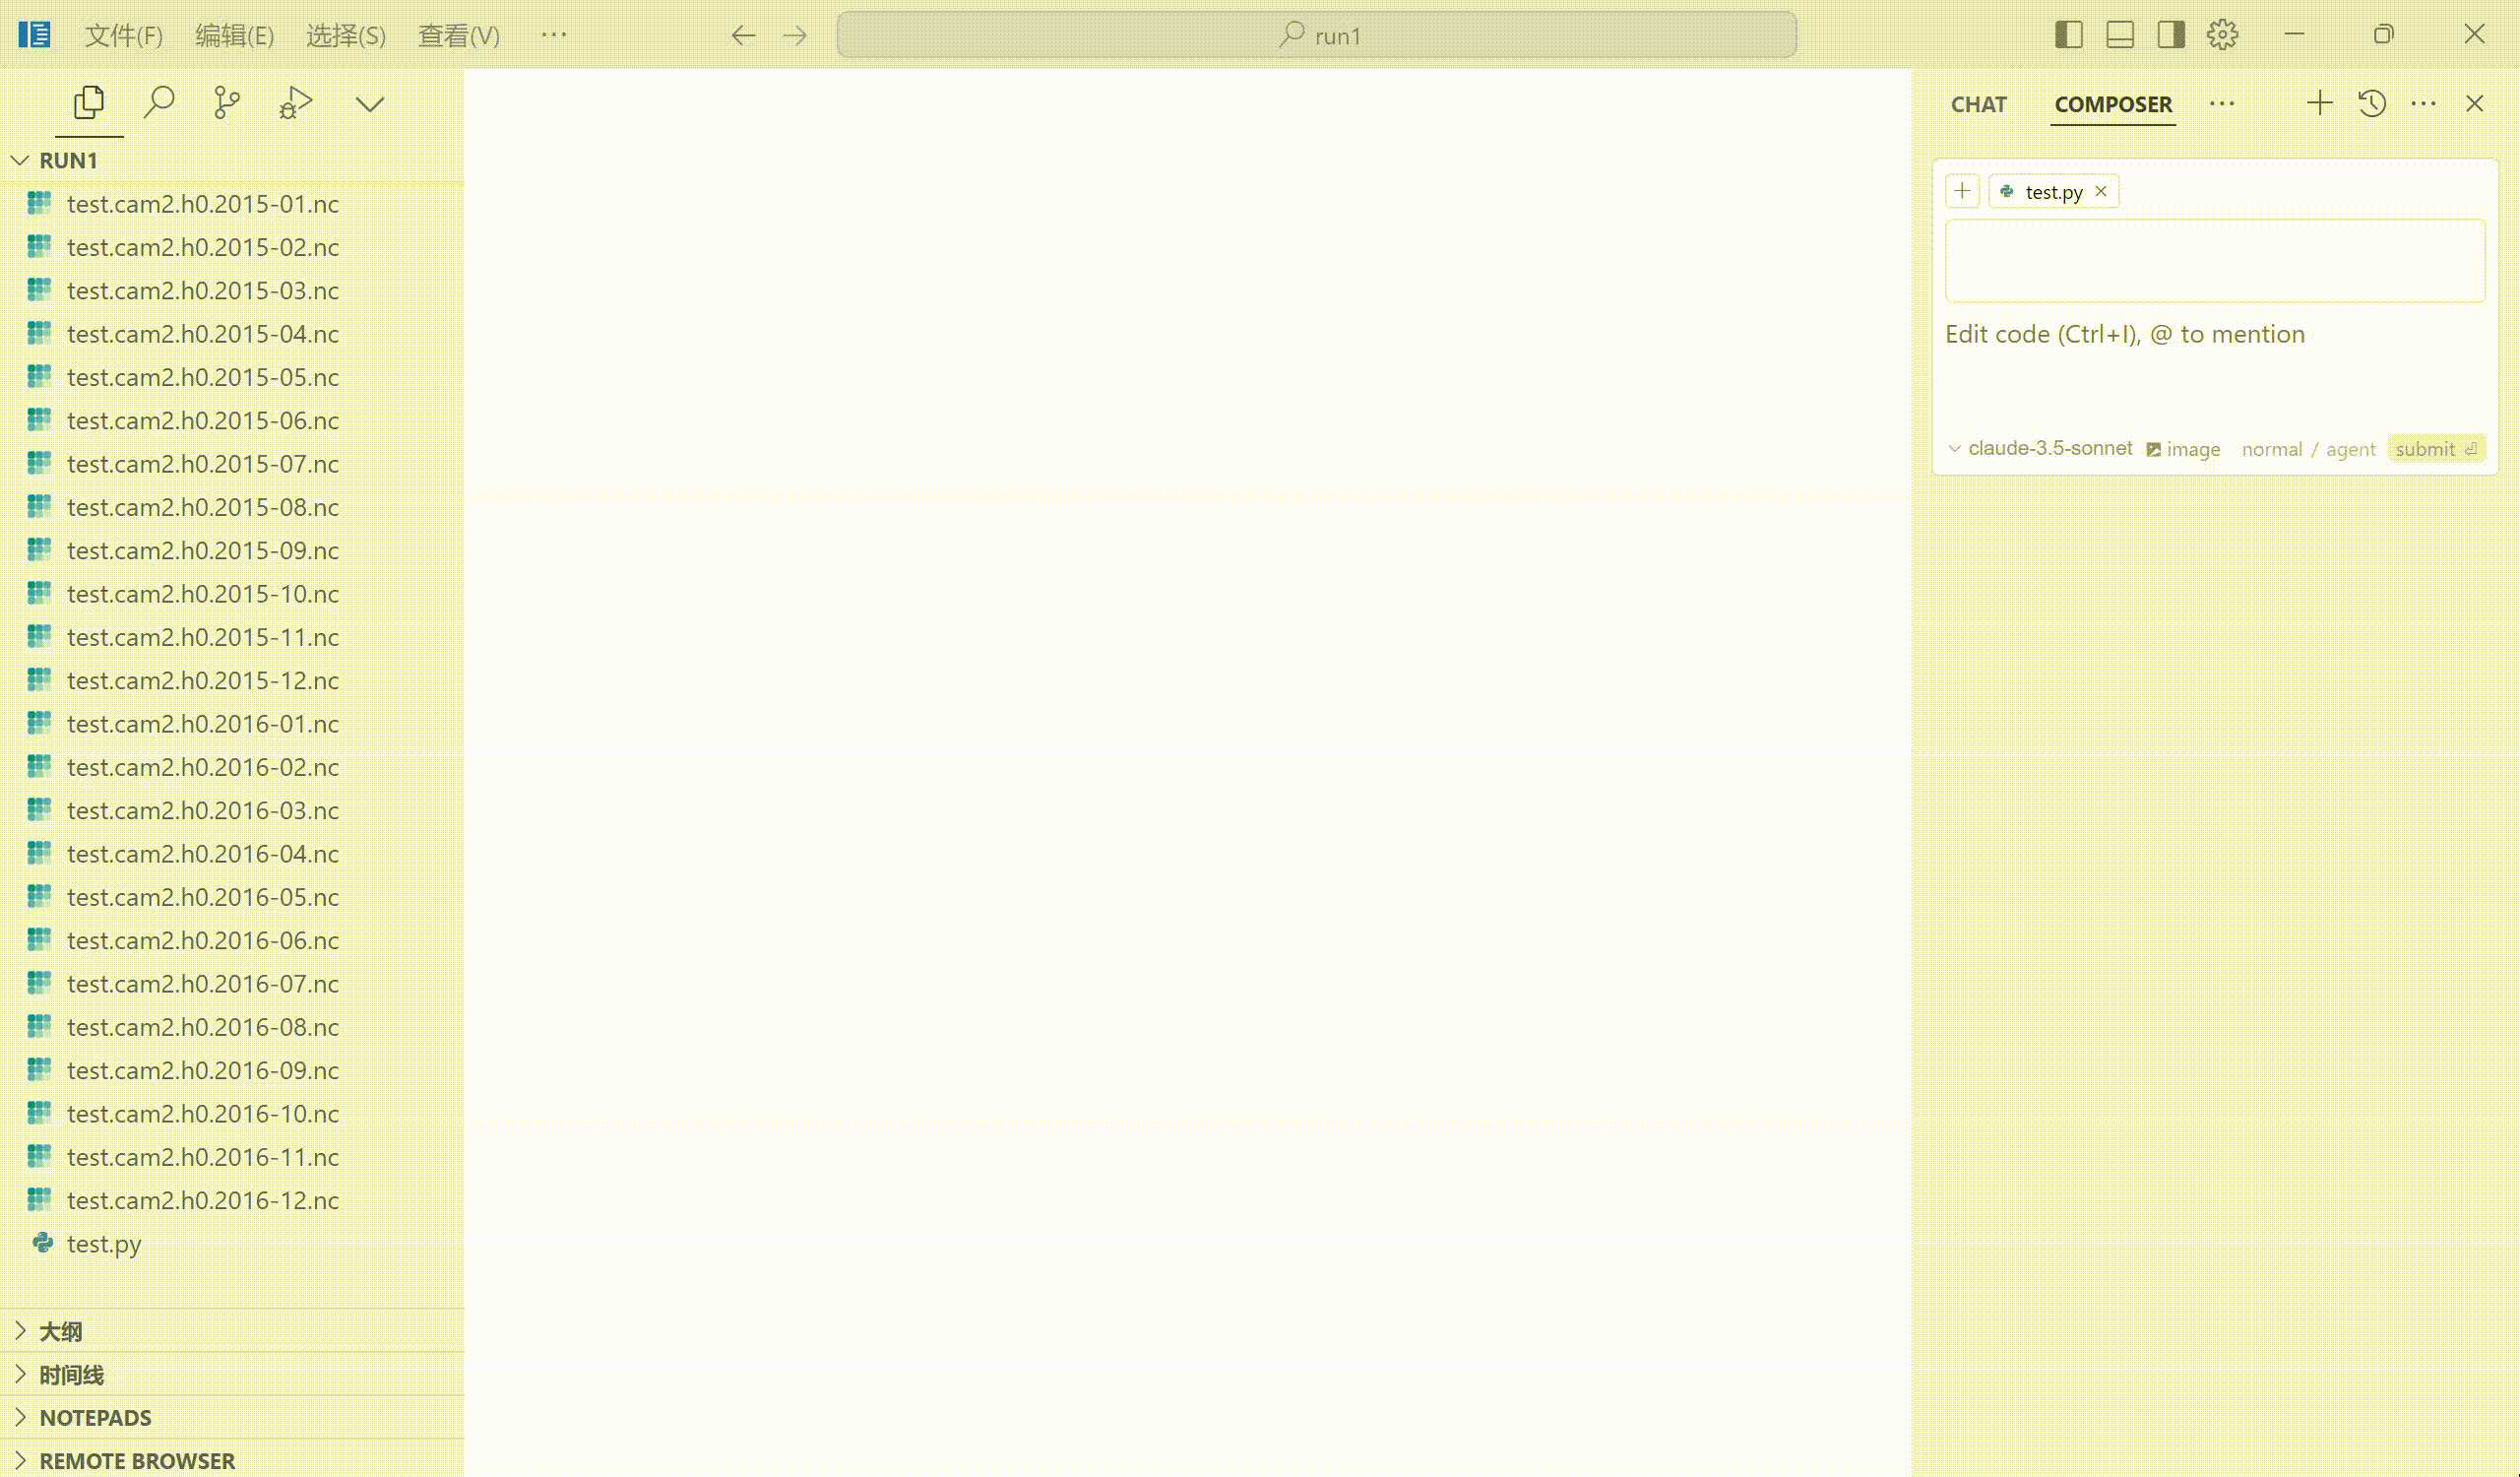 文件(F) 编辑(E) 选择(S) 查看(V) ··· run1
RUN1
test.cam2.h0.2015-01.nc
test.cam2.h0.2015-02.nc
test.cam2.h0.2015-03.nc
test.cam2.h0.2015-04.nc
test.cam2.h0.2015-05.nc
test.cam2.h0.2015-06.nc
test.cam2.h0.2015-07.nc
test.cam2.h0.2015-08.nc
test.cam2.h0.2015-09.nc
test.cam2.h0.2015-10.nc
test.cam2.h0.2015-11.nc
test.cam2.h0.2015-12.nc
test.cam2.h0.2016-01.nc
test.cam2.h0.2016-02.nc
test.cam2.h0.2016-03.nc
test.cam2.h0.2016-04.nc
test.cam2.h0.2016-05.nc
test.cam2.h0.2016-06.nc
test.cam2.h0.2016-07.nc
test.cam2.h0.2016-08.nc
test.cam2.h0.2016-09.nc
test.cam2.h0.2016-10.nc
test.cam2.h0.2016-11.nc
test.cam2.h0.2016-12.nc
test.py
大纲
时间线
NOTEPADS
REMOTE BROWSER
CHAT COMPOSER ···
test.py
Edit code (Ctrl+I), @ to mention
claude-3.5-sonnet image normal / agent submit ⏎